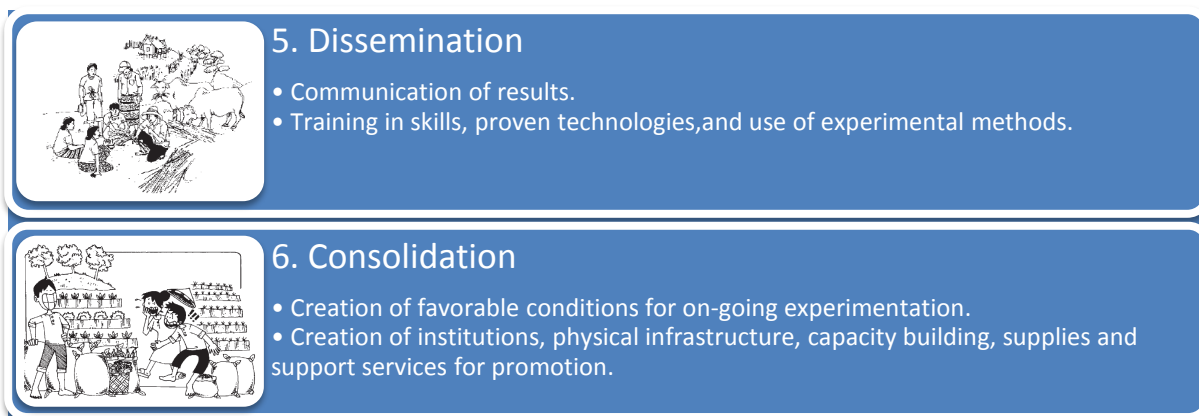 5. Dissemination
• Communication of results.
• Training in skills, proven technologies,and use of experimental methods.
6. Consolidation
• Creation of favorable conditions for on-going experimentation.
• Creation of institutions, physical infrastructure, capacity building, supplies and
support services for promotion.